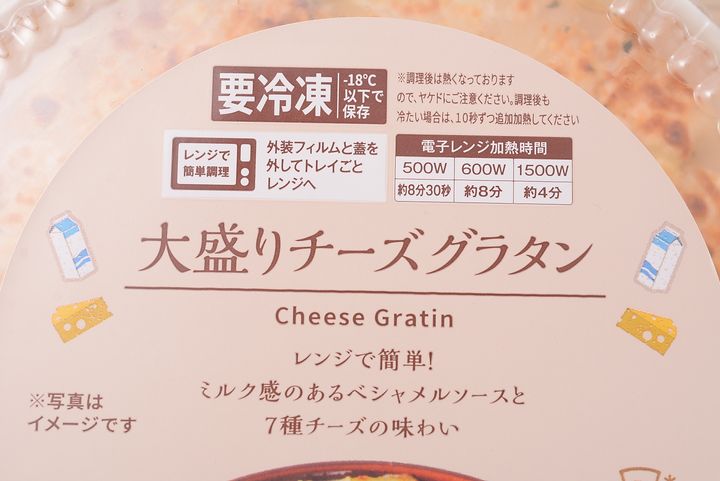 要冷凍
-18℃
以下で
保存
※調理後は熱くなっております
ので、ヤケドにご注意ください。調理後も
冷たい場合は、10秒ずつ追加加熱してください
レンジで
簡単調理
外装フィルムと蓋を
外してトレイごと
レンジへ
電子レンジ加熱時間
500W 600W 1500W
約8分30秒 約8分 約4分
大盛りチーズグラタン
Cheese Gratin
レンジで簡単!
ミルク感のあるベシャメルソースと
7種チーズの味わい
※写真は
イメージです